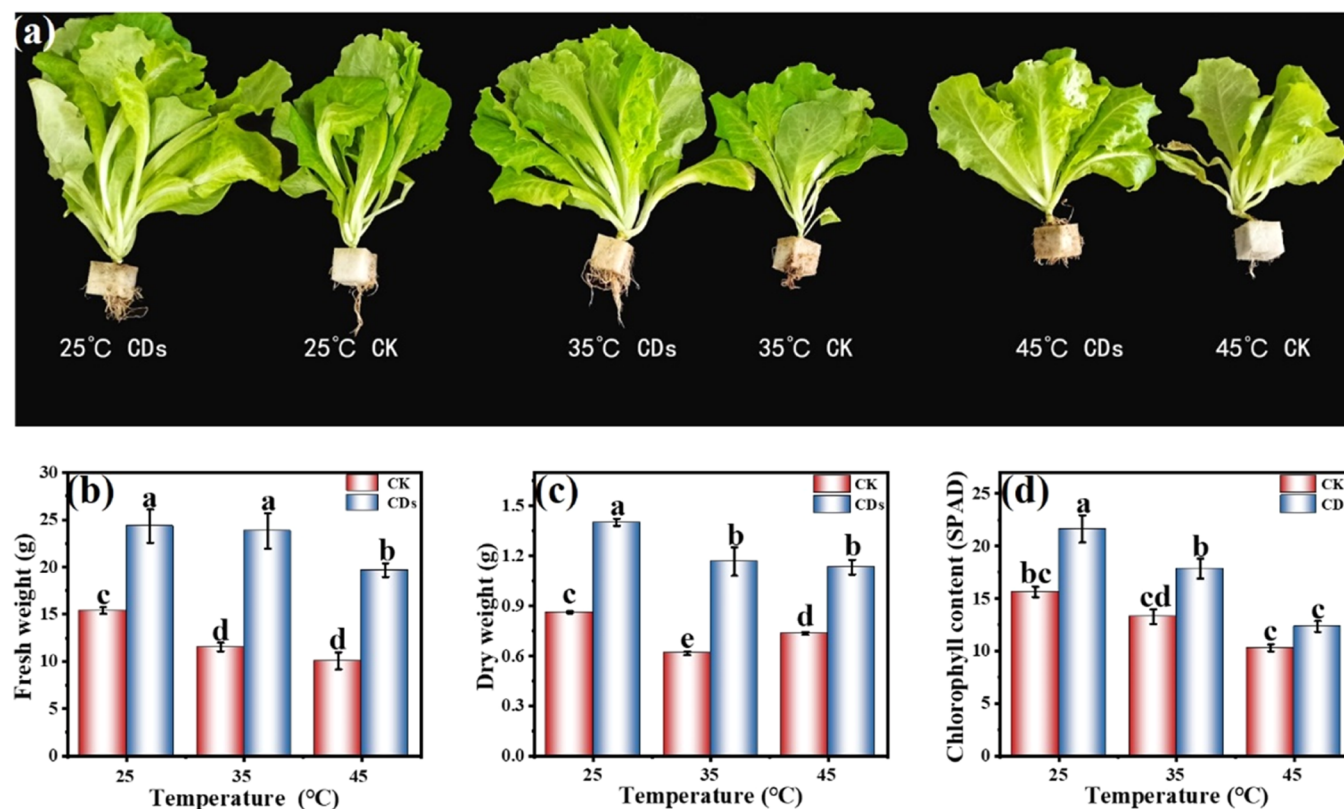 (a)
25℃ CDs 25℃ CK 35℃ CDs 35℃ CK 45℃ CDs 45℃ CK
(b)
CK
CDs
Fresh weight (g)
30
25
20
15
10
5
0
c a d a d b
25 35 45
Temperature (℃)
(c)
CK
CDs
Dry weight (g)
1.5
1.2
0.9
0.6
0.3
0.0
c a e b d b
25 35 45
Temperature (℃)
(d)
CK
CD
Chlorophyll content (SPAD)
25
20
15
10
5
0
bc a cd b c c
25 35 45
Temperature (℃)